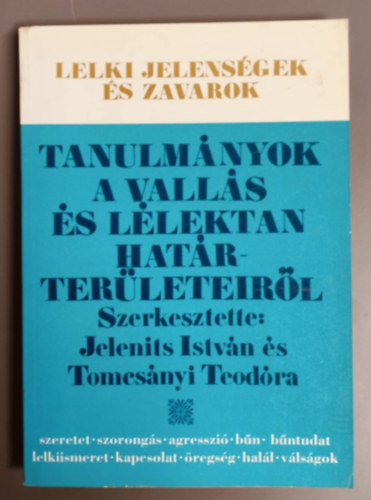 LELKI JELENSÉGEK
ÉS ZAVAROK
TANULMÁNYOK
A VALLÁS
ÉS LÉLEKTAN
HATÁR-
TERÜLETEIRŐL
Szerkesztette:
Jelenits István és
Tomcsányi Teodóra
szeretet · szorongás · agresszió · bűn · bűntudat
lelkiismeret · kapcsolat · öregség · halál · válságok